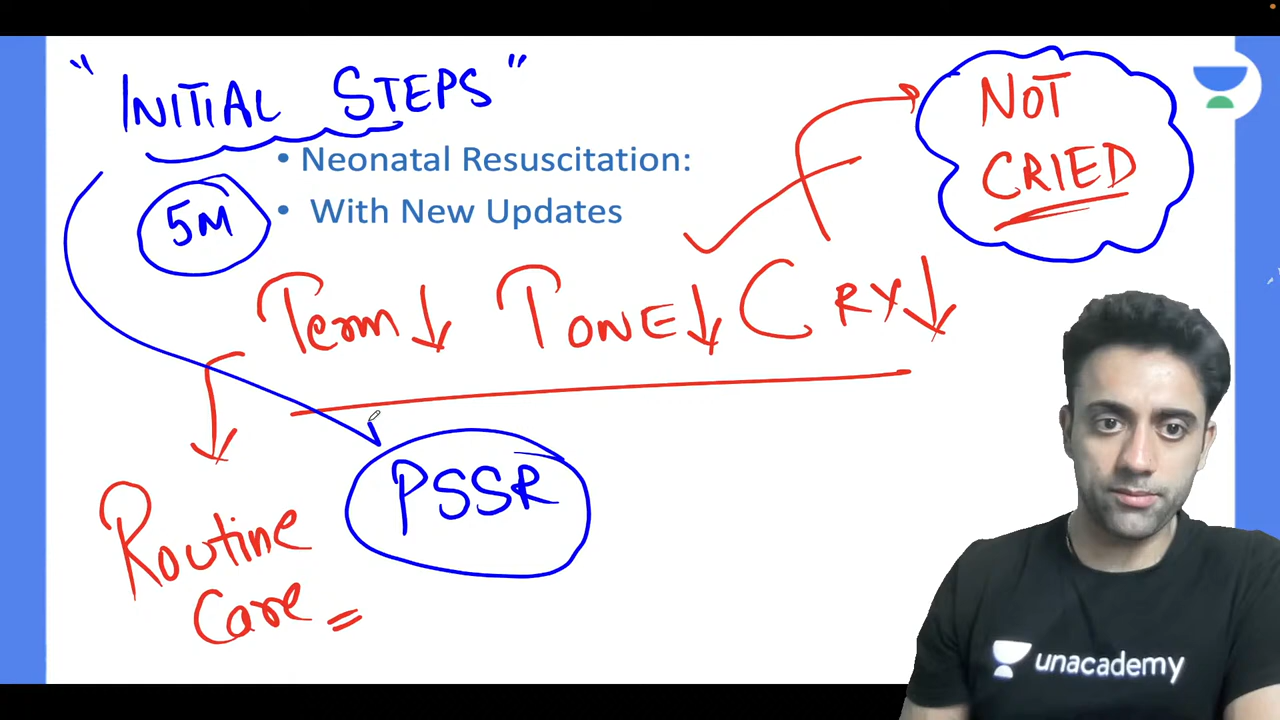 "INITIAL STEPS"
• Neonatal Resuscitation:
5M
• With New Updates
NOT
CRIED
Term↓ TONE↓ CRY↓
PSSR
Routine
Care =
unacademy